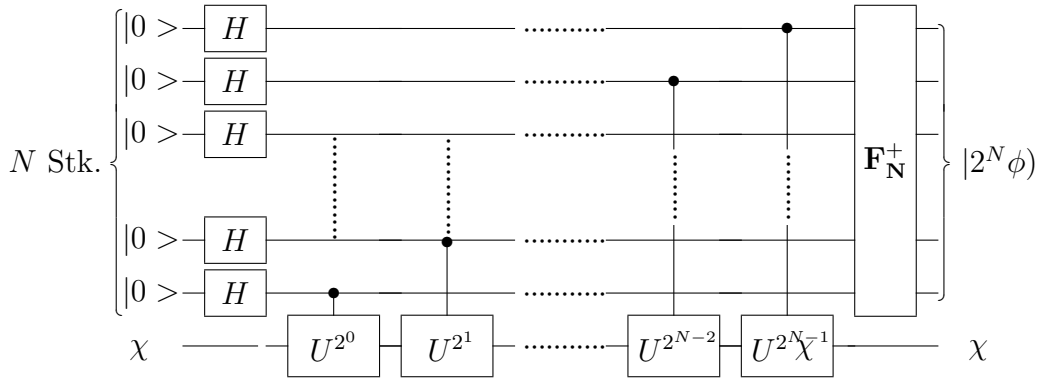 |0 > H
|0 > H
|0 > H
N Stk. F_N^+ |2^N ϕ)
|0 > H
|0 > H
χ U^{2^0} U^{2^1} U^{2^{N-2}} U^{2^{N-1}} χ χ